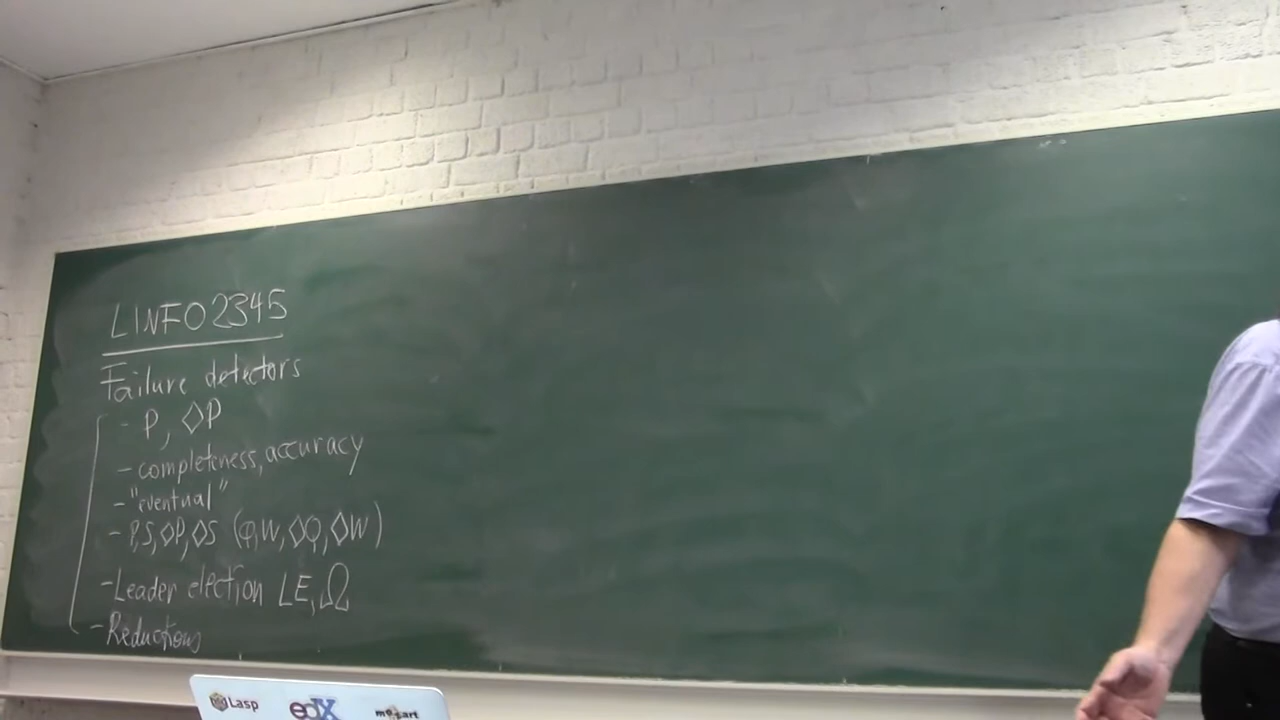 LINFO2345
Failure detectors
- P, ◇P
- completeness, accuracy
- "eventual"
- P,S,◇P,◇S (Q,W,◇Q,◇W)
- Leader election LE, Ω
- Reductions
Lasp edX mozart